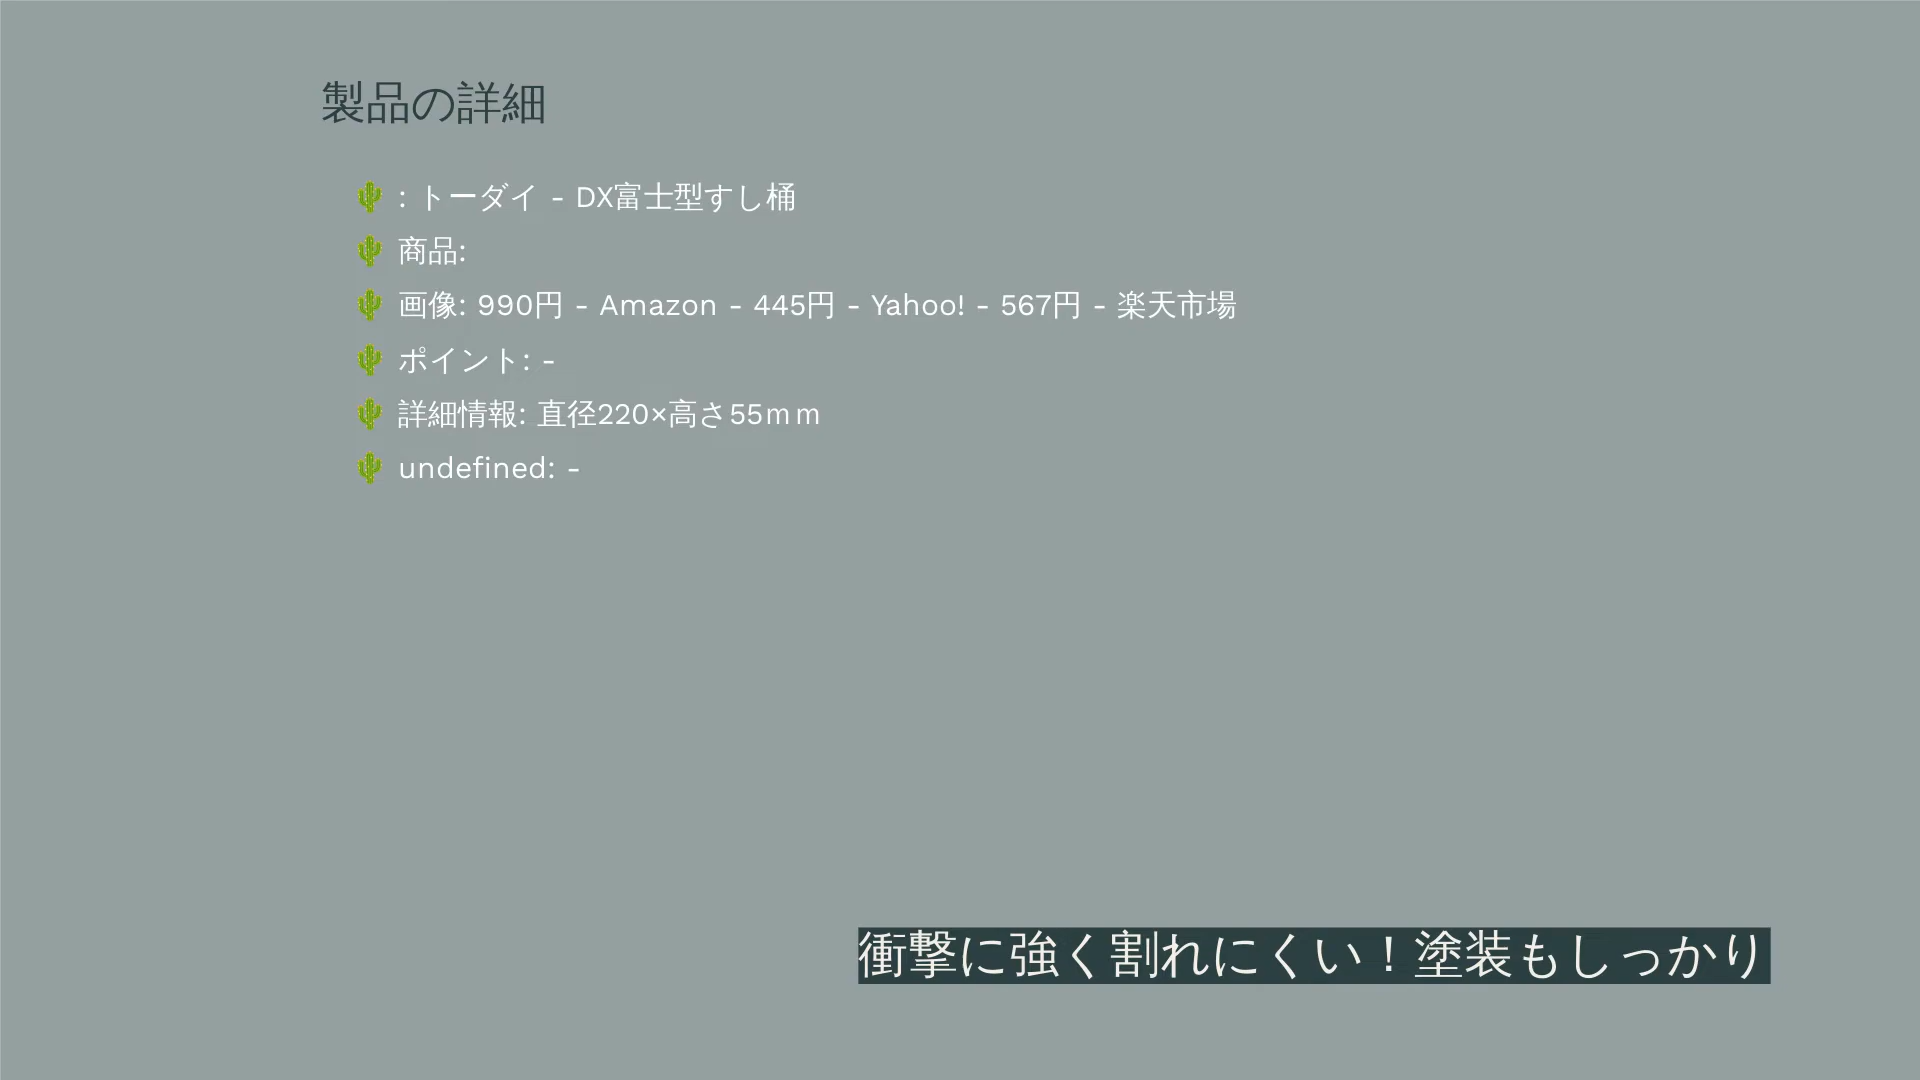 製品の詳細
🌵 : トーダイ - DX富士型すし桶
🌵 商品:
🌵 画像: 990円 - Amazon - 445円 - Yahoo! - 567円 - 楽天市場
🌵 ポイント: -
🌵 詳細情報: 直径220×高さ55ｍｍ
🌵 undefined: -
衝撃に強く割れにくい！塗装もしっかり